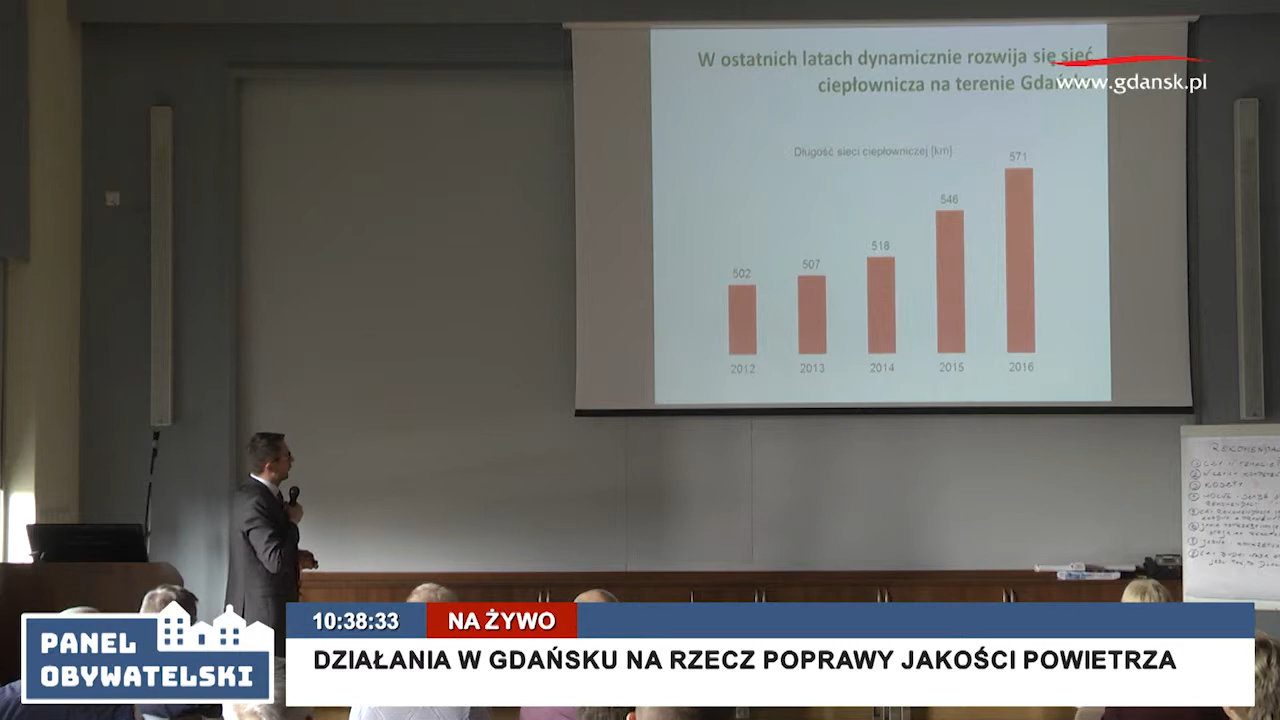 W ostatnich latach dynamicznie rozwija się sieć
ciepłownicza na terenie Gdańska
www.gdansk.pl
Długość sieci ciepłowniczej [km]
571
546
518
507
502
2012
2013
2014
2015
2016
10:38:33
NA ŻYWO
PANEL
OBYWATELSKI
DZIAŁANIA W GDAŃSKU NA RZECZ POPRAWY JAKOŚCI POWIETRZA